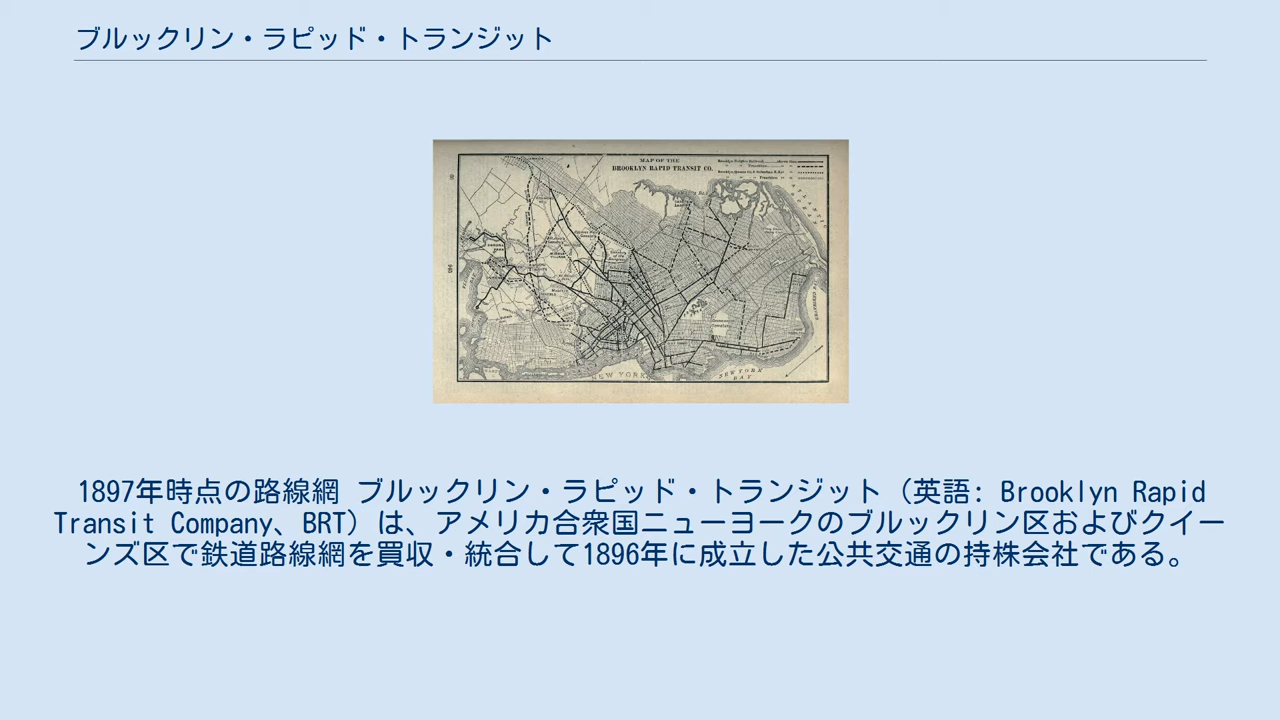 ブルックリン・ラピッド・トランジット
MAP OF THE
BROOKLYN RAPID TRANSIT CO.
NEW YORK
NEW YORK
BAY
1897年時点の路線網 ブルックリン・ラピッド・トランジット（英語: Brooklyn Rapid
Transit Company、BRT）は、アメリカ合衆国ニューヨークのブルックリン区およびクイー
ンズ区で鉄道路線網を買収・統合して1896年に成立した公共交通の持株会社である。